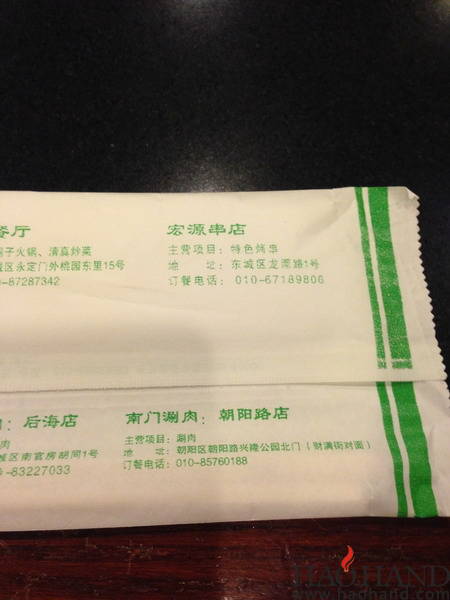 餐厅
宏源串店
子火锅、清真炒菜
主营项目：特色烤串
区永定门外桃园东里15号
地 址：东城区龙潭路1号
-87287342
订餐电话：010-67189806
：后海店
南门涮肉：朝阳路店
肉
主营项目：涮肉
区南官房胡同1号
地 址：朝阳区朝阳路兴隆公园北门（财满街对面）
-83227033
订餐电话：010-85760188
HAOHAND
www.haohand.com